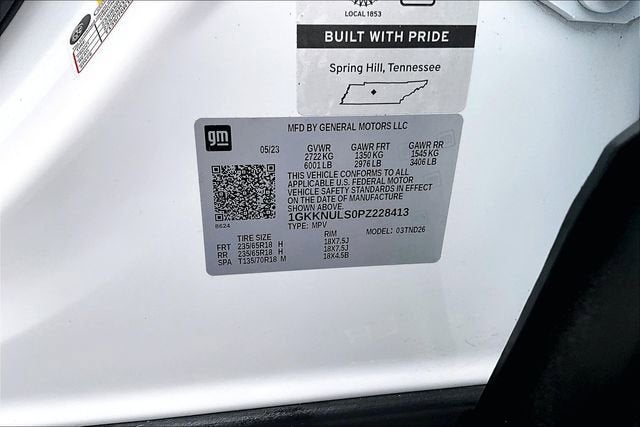 LOCAL 1853
BUILT WITH PRIDE
Spring Hill, Tennessee
gm
MFD BY GENERAL MOTORS LLC
05/23
GVWR GAWR FRT GAWR RR
2722 KG 1350 KG 1545 KG
6001 LB 2976 LB 3406 LB
THIS VEHICLE CONFORMS TO ALL
APPLICABLE U.S. FEDERAL MOTOR
VEHICLE SAFETY STANDARDS IN EFFECT
ON THE DATE OF MANUFACTURE
SHOWN ABOVE.
1GKKNULS0PZ228413
8624
TYPE: MPV MODEL: 03TND26
TIRE SIZE RIM
FRT 235/65R18 H 18X7.5J
RR 235/65R18 H 18X7.5J
SPA T135/70R18 M 18X4.5B